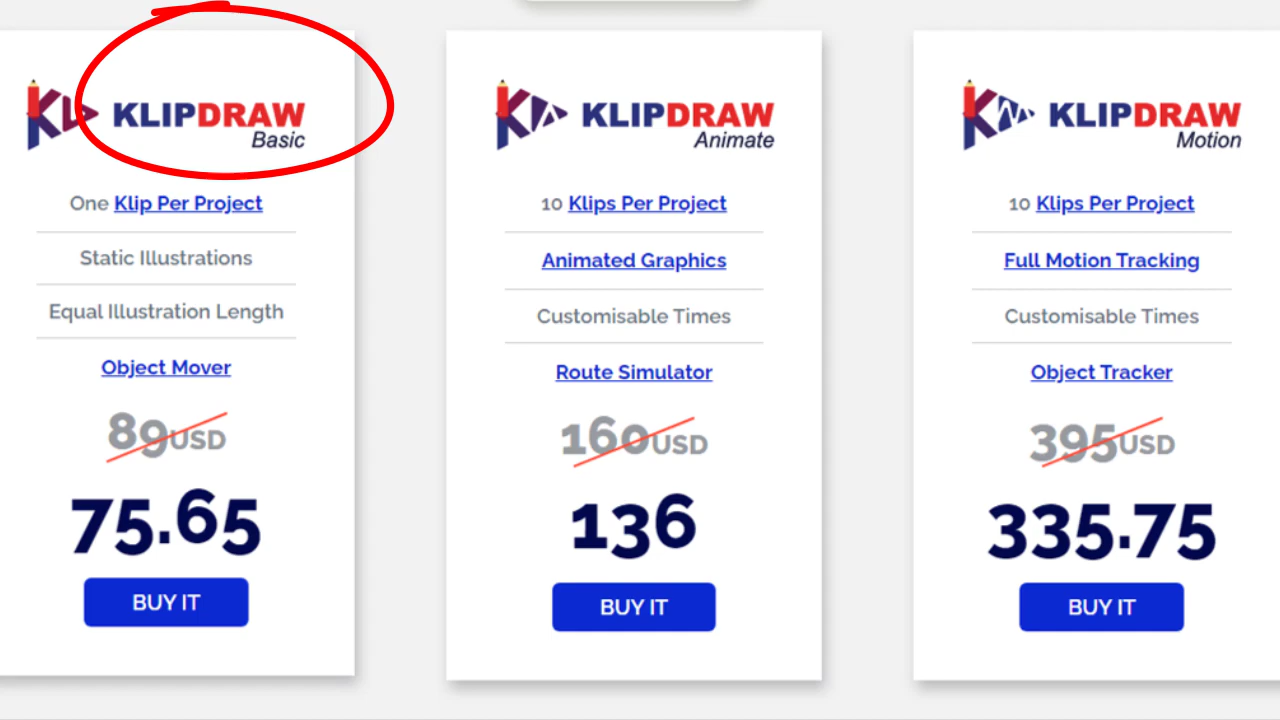 KLIPDRAW
Basic
One Klip Per Project
Static Illustrations
Equal Illustration Length
Object Mover
89USD
75.65
BUY IT
KLIPDRAW
Animate
10 Klips Per Project
Animated Graphics
Customisable Times
Route Simulator
160USD
136
BUY IT
KLIPDRAW
Motion
10 Klips Per Project
Full Motion Tracking
Customisable Times
Object Tracker
395USD
335.75
BUY IT